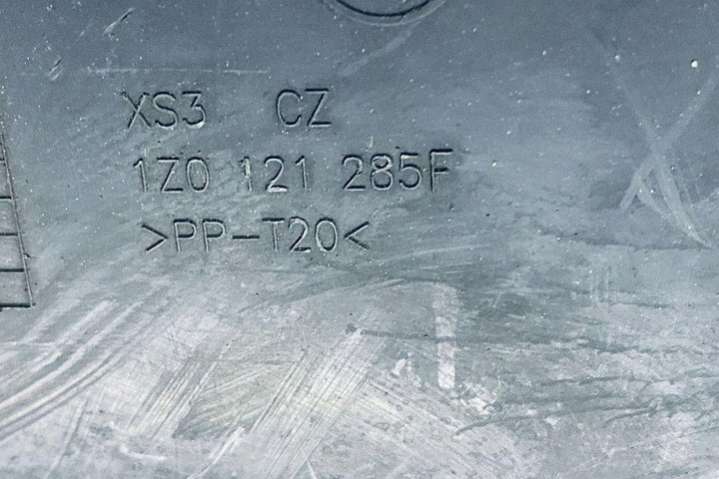 XS3 CZ
1Z0 121 285F
>PP-T20<